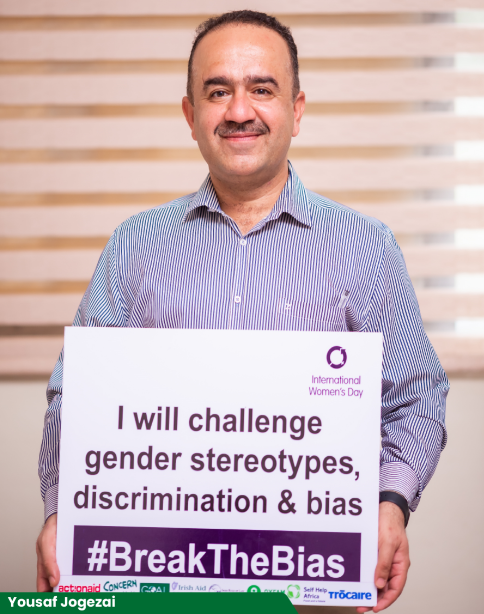 International
Women's Day
I will challenge
gender stereotypes,
discrimination & bias
#BreakTheBias
actionaid CONCERN GOAL Irish Aid OXFAM Self Help Africa Trócaire
Yousaf Jogezai